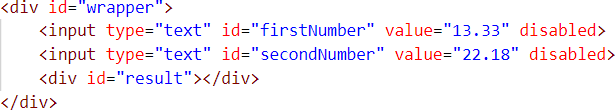 <div id="wrapper">
    <input type="text" id="firstNumber" value="13.33" disabled>
    <input type="text" id="secondNumber" value="22.18" disabled>
    <div id="result"></div>
</div>